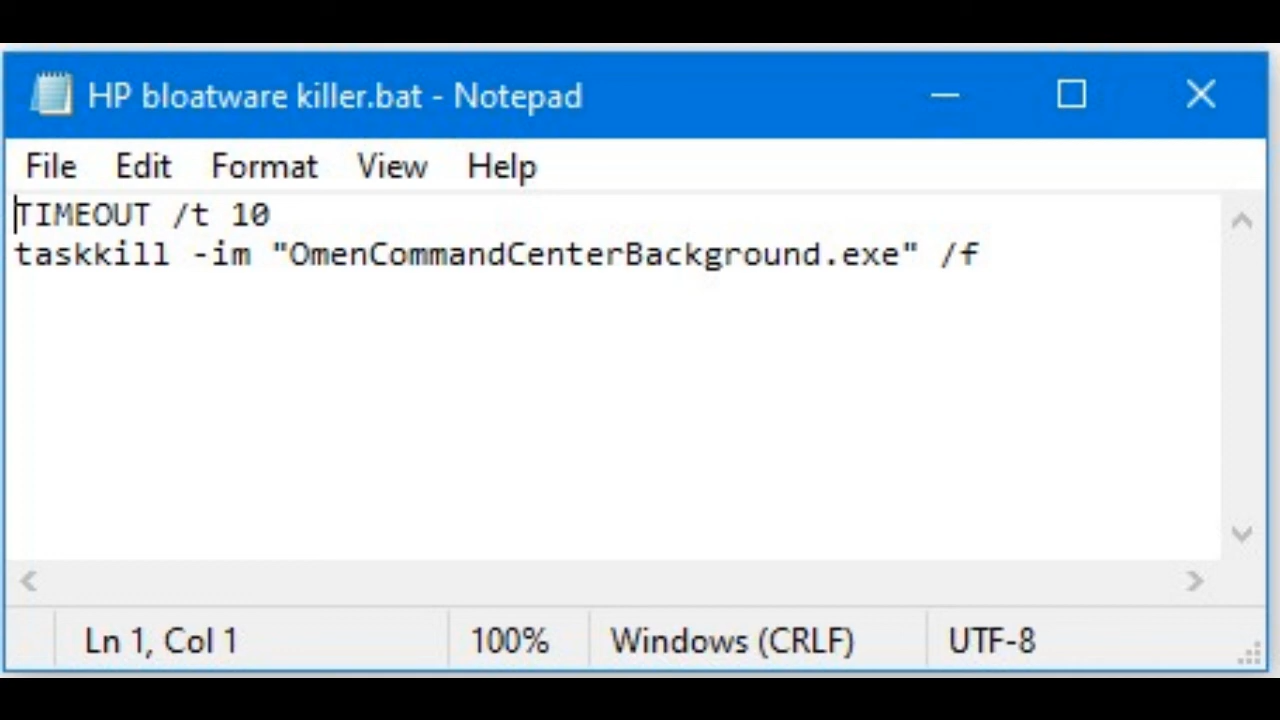 HP bloatware killer.bat - Notepad
File Edit Format View Help
TIMEOUT /t 10
taskkill -im "OmenCommandCenterBackground.exe" /f
Ln 1, Col 1 100% Windows (CRLF) UTF-8